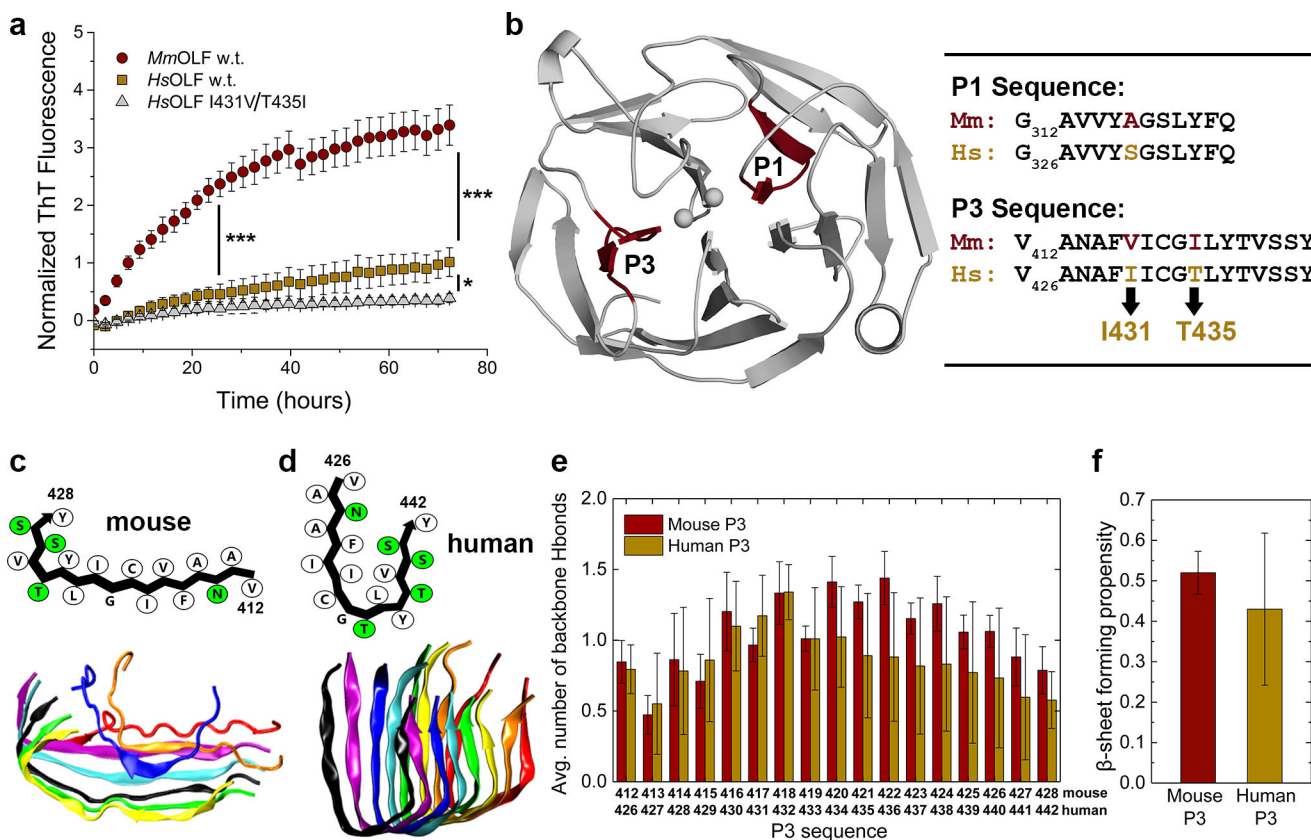 a
Normalized ThT Fluorescence
5
4
3
2
1
0
MmOLF w.t.
HsOLF w.t.
HsOLF I431V/T435I
***
***
*
0 20 40 60 80
Time (hours)
b
P1
P3
P1 Sequence:
Mm: G312AVVYAGSLYFQ
Hs: G326AVVYSGSLYFQ
P3 Sequence:
Mm: V412ANAFVICGILYTVSSY
Hs: V426ANAFIICGTLYTVSSY
I431 T435
c
428
mouse
S Y
S
V Y I C V A A
T L G I F N V
412
d
426
442
human
A V
N
A
F
I
I
C
G
T
L
Y
V
T
S
S
Y
e
Avg. number of backbone Hbonds
2.0
1.5
1.0
0.5
0.0
Mouse P3
Human P3
412 413 414 415 416 417 418 419 420 421 422 423 424 425 426 427 428 mouse
426 427 428 429 430 431 432 433 434 435 436 437 438 439 440 441 442 human
P3 sequence
f
β-sheet forming propensity
0.7
0.6
0.5
0.4
0.3
0.2
0.1
0.0
Mouse Human
P3 P3